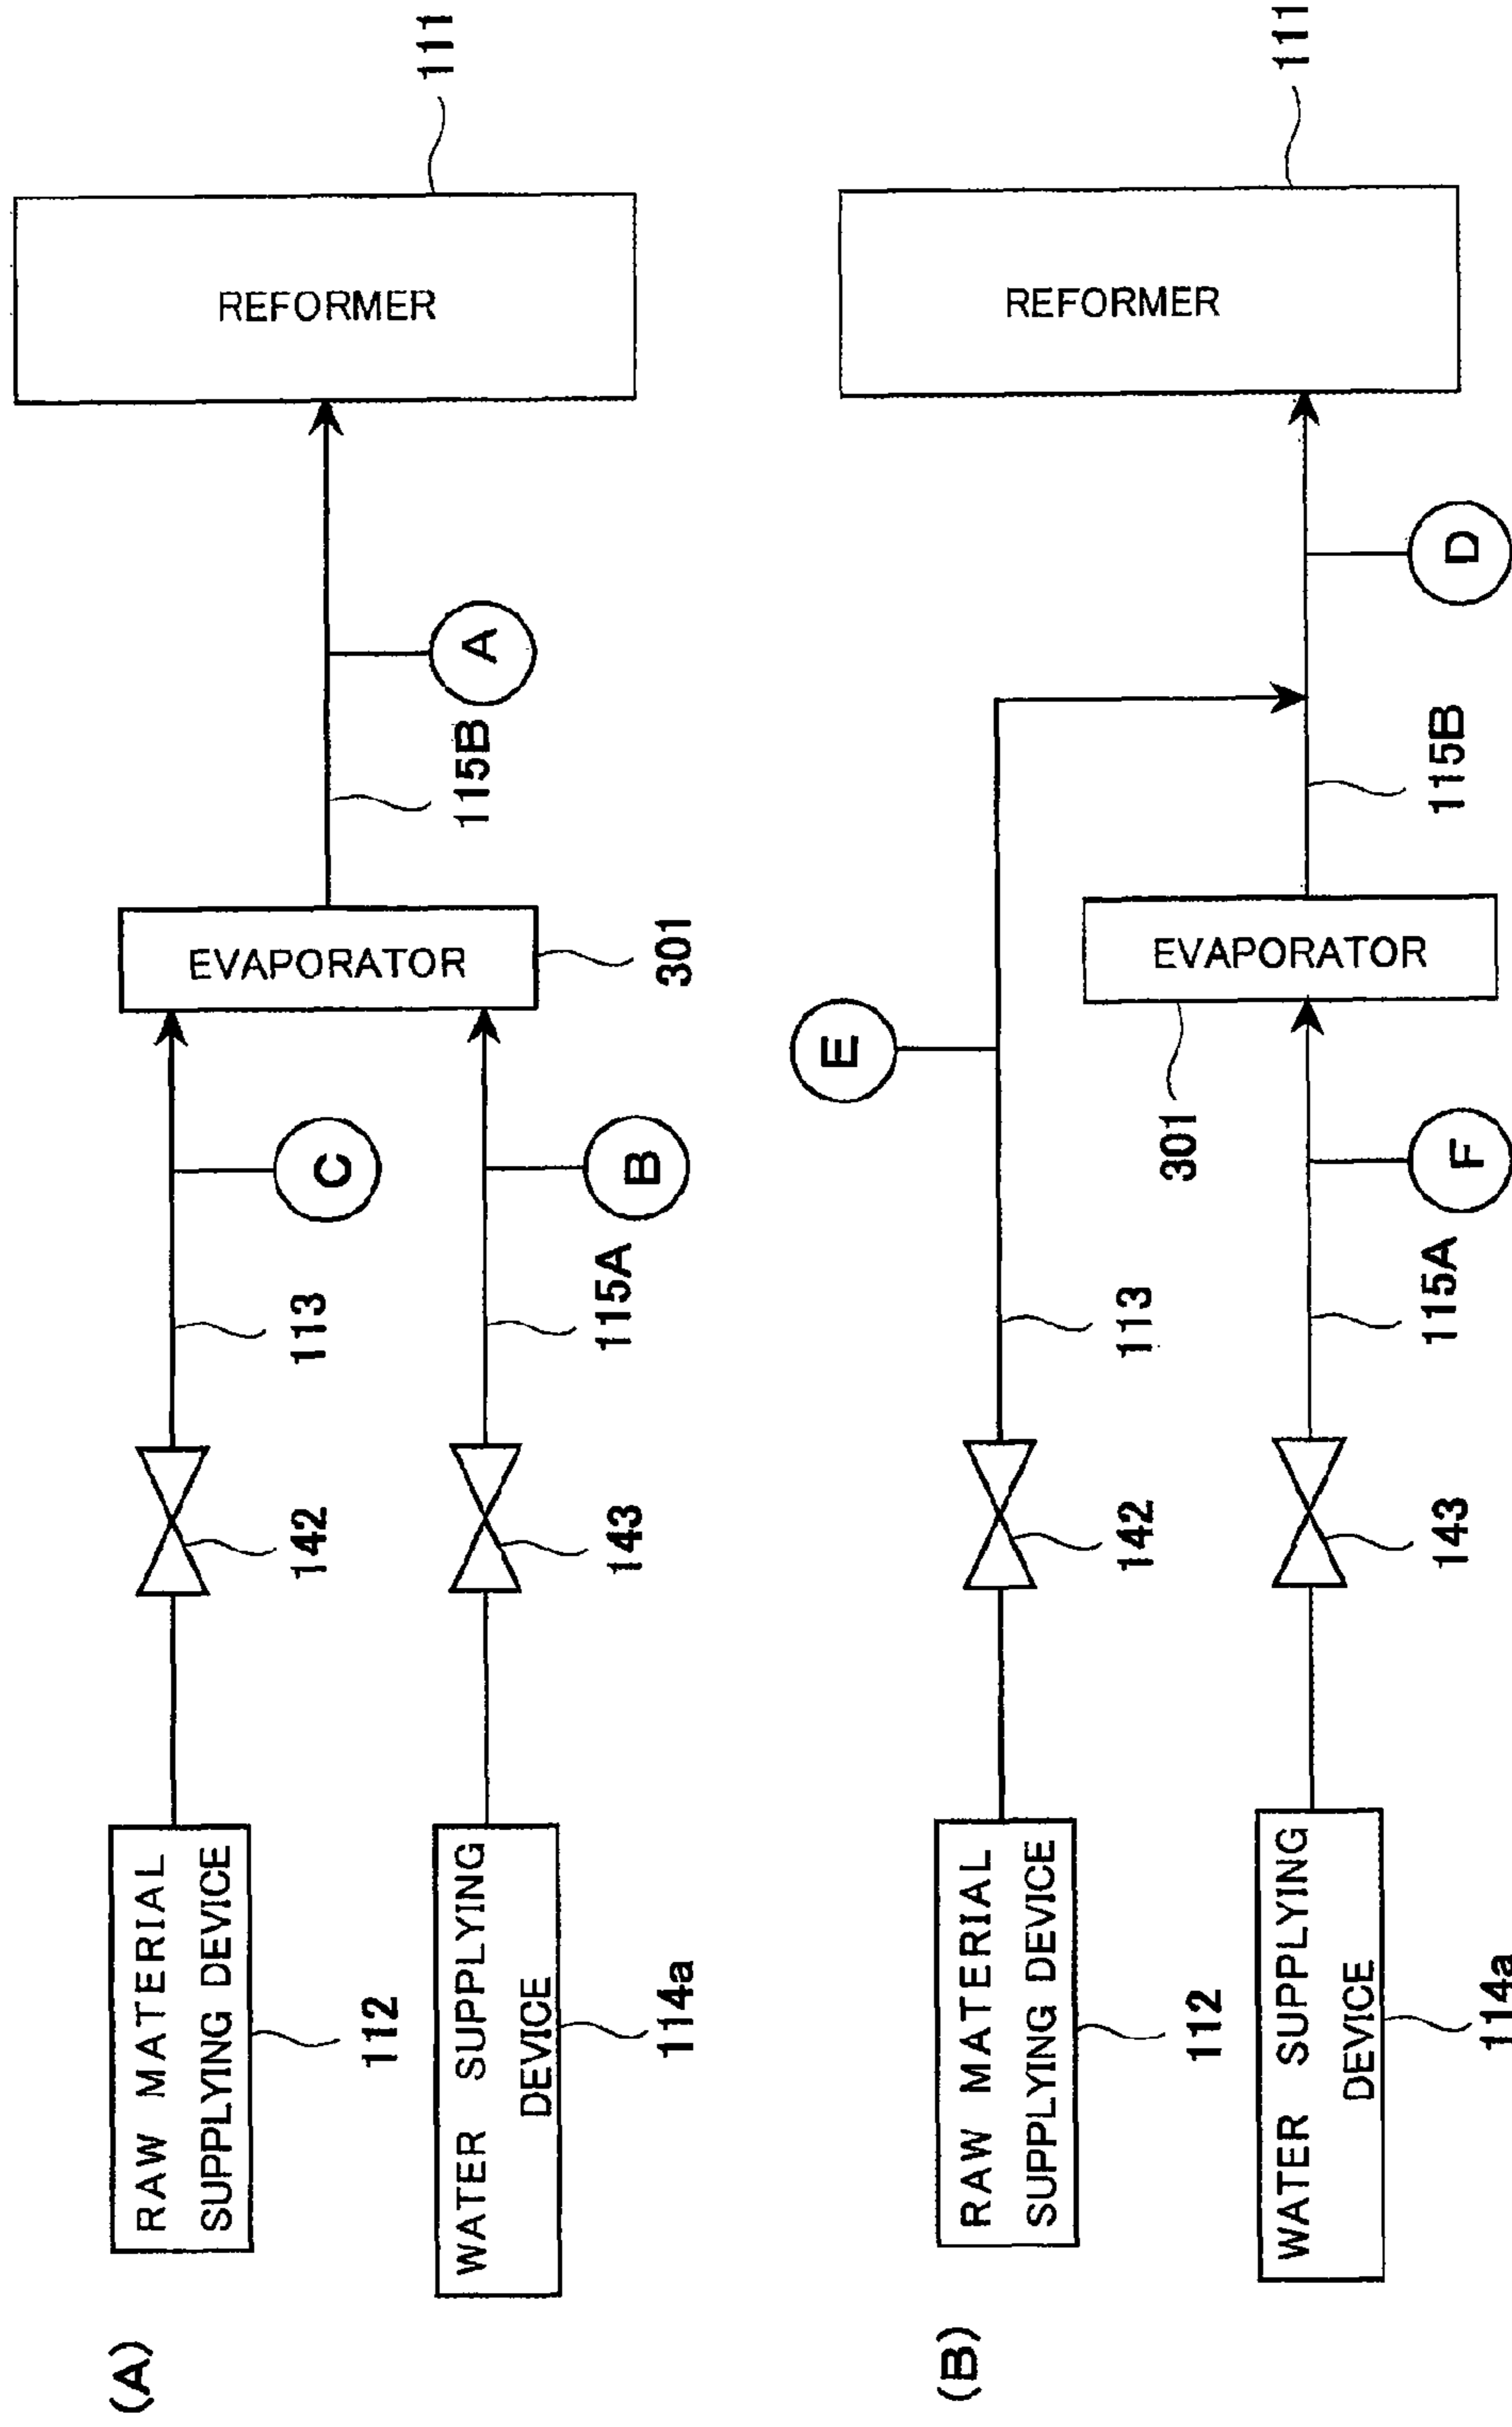 (A)
RAW MATERIAL
SUPPLYING DEVICE
112
142
113
C
WATER SUPPLYING
DEVICE
114a
143
115A
B
EVAPORATOR
301
115B
A
REFORMER
111
(B)
RAW MATERIAL
SUPPLYING DEVICE
112
142
113
E
WATER SUPPLYING
DEVICE
114a
143
115A
F
301
EVAPORATOR
115B
D
REFORMER
111